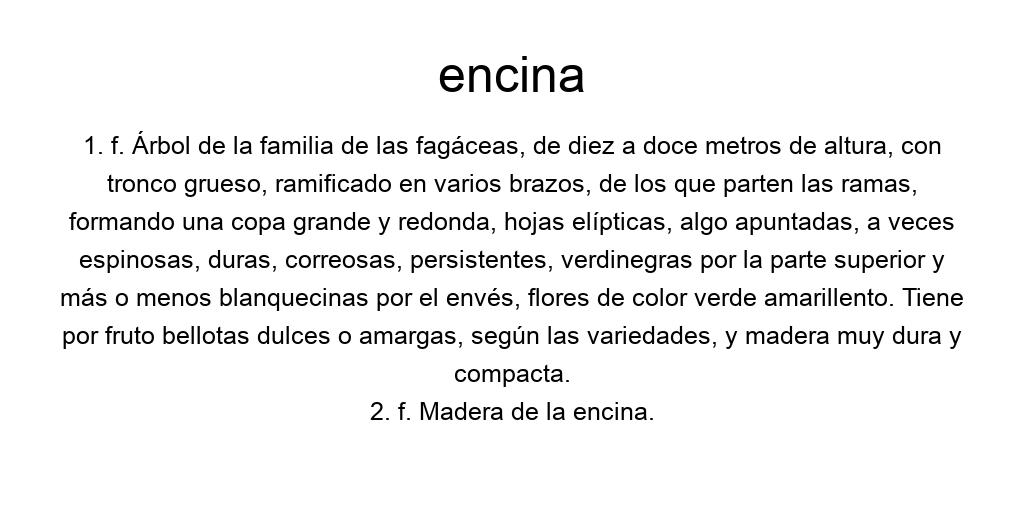 encina
1. f. Árbol de la familia de las fagáceas, de diez a doce metros de altura, con
tronco grueso, ramificado en varios brazos, de los que parten las ramas,
formando una copa grande y redonda, hojas elípticas, algo apuntadas, a veces
espinosas, duras, correosas, persistentes, verdinegras por la parte superior y
más o menos blanquecinas por el envés, flores de color verde amarillento. Tiene
por fruto bellotas dulces o amargas, según las variedades, y madera muy dura y
compacta.
2. f. Madera de la encina.